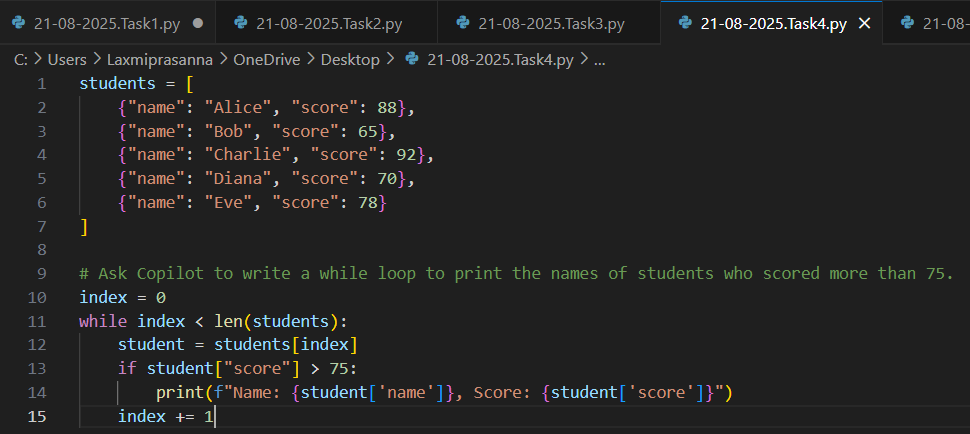 21-08-2025.Task1.py 21-08-2025.Task2.py 21-08-2025.Task3.py 21-08-2025.Task4.py 21-08-
C: > Users > Laxmiprasanna > OneDrive > Desktop > 21-08-2025.Task4.py > ...
1 students = [
2     {"name": "Alice", "score": 88},
3     {"name": "Bob", "score": 65},
4     {"name": "Charlie", "score": 92},
5     {"name": "Diana", "score": 70},
6     {"name": "Eve", "score": 78}
7 ]
8
9 # Ask Copilot to write a while loop to print the names of students who scored more than 75.
10 index = 0
11 while index < len(students):
12     student = students[index]
13     if student["score"] > 75:
14         print(f"Name: {student['name']}, Score: {student['score']}")
15     index += 1